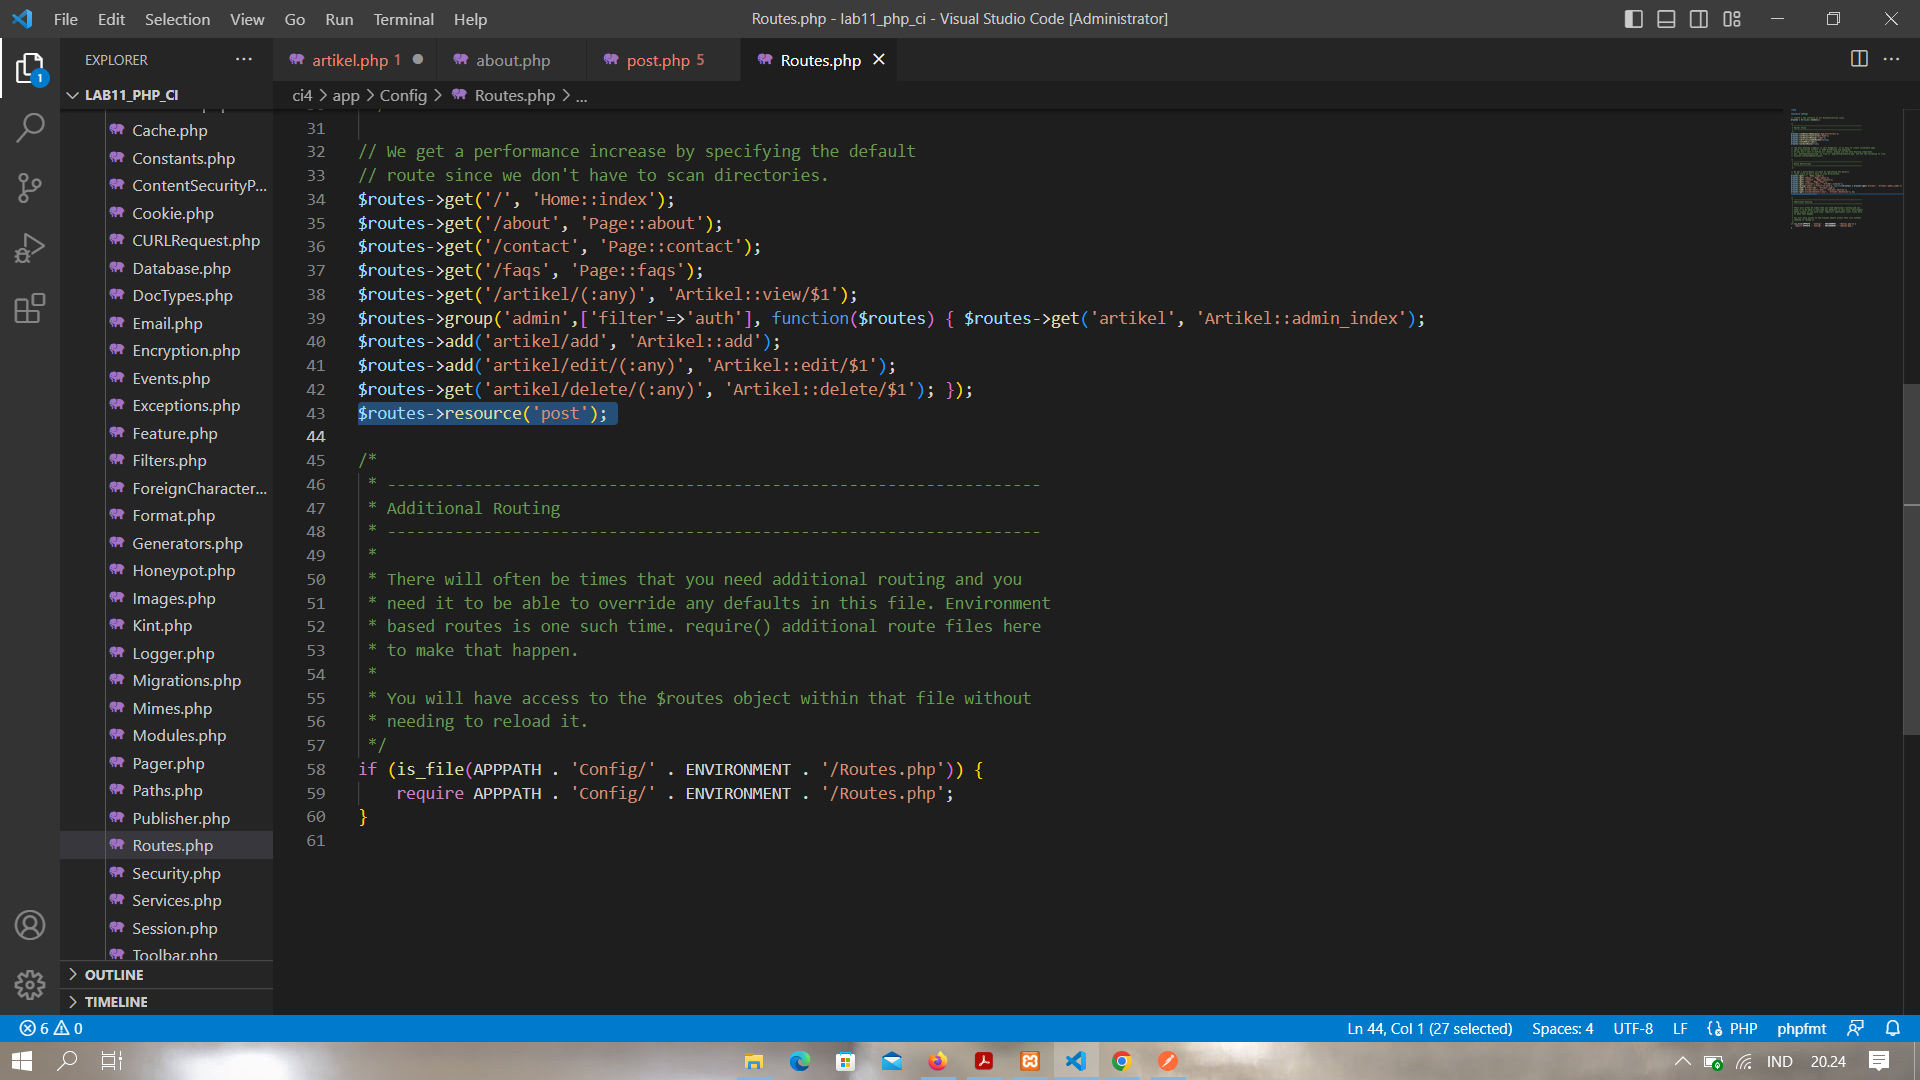 File Edit Selection View Go Run Terminal Help
Routes.php - lab11_php_ci - Visual Studio Code [Administrator]
EXPLORER
artikel.php 1
about.php
post.php 5
Routes.php
LAB11_PHP_CI
ci4 > app > Config > Routes.php > ...
Cache.php
Constants.php
ContentSecurityP...
Cookie.php
CURLRequest.php
Database.php
DocTypes.php
Email.php
Encryption.php
Events.php
Exceptions.php
Feature.php
Filters.php
ForeignCharacter...
Format.php
Generators.php
Honeypot.php
Images.php
Kint.php
Logger.php
Migrations.php
Mimes.php
Modules.php
Pager.php
Paths.php
Publisher.php
Routes.php
Security.php
Services.php
Session.php
Toolbar.php
OUTLINE
TIMELINE
31
32 // We get a performance increase by specifying the default
33 // route since we don't have to scan directories.
34 $routes->get('/', 'Home::index');
35 $routes->get('/about', 'Page::about');
36 $routes->get('/contact', 'Page::contact');
37 $routes->get('/faqs', 'Page::faqs');
38 $routes->get('/artikel/(:any)', 'Artikel::view/$1');
39 $routes->group('admin',['filter'=>'auth'], function($routes) { $routes->get('artikel', 'Artikel::admin_index');
40 $routes->add('artikel/add', 'Artikel::add');
41 $routes->add('artikel/edit/(:any)', 'Artikel::edit/$1');
42 $routes->get('artikel/delete/(:any)', 'Artikel::delete/$1'); });
43 $routes->resource('post');
44
45 /*
46  * --------------------------------------------------------------------
47  * Additional Routing
48  * --------------------------------------------------------------------
49  *
50  * There will often be times that you need additional routing and you
51  * need it to be able to override any defaults in this file. Environment
52  * based routes is one such time. require() additional route files here
53  * to make that happen.
54  *
55  * You will have access to the $routes object within that file without
56  * needing to reload it.
57  */
58 if (is_file(APPPATH . 'Config/' . ENVIRONMENT . '/Routes.php')) {
59     require APPPATH . 'Config/' . ENVIRONMENT . '/Routes.php';
60 }
61
1
6 0
Ln 44, Col 1 (27 selected) Spaces: 4 UTF-8 LF PHP phpfmt
IND 20.24